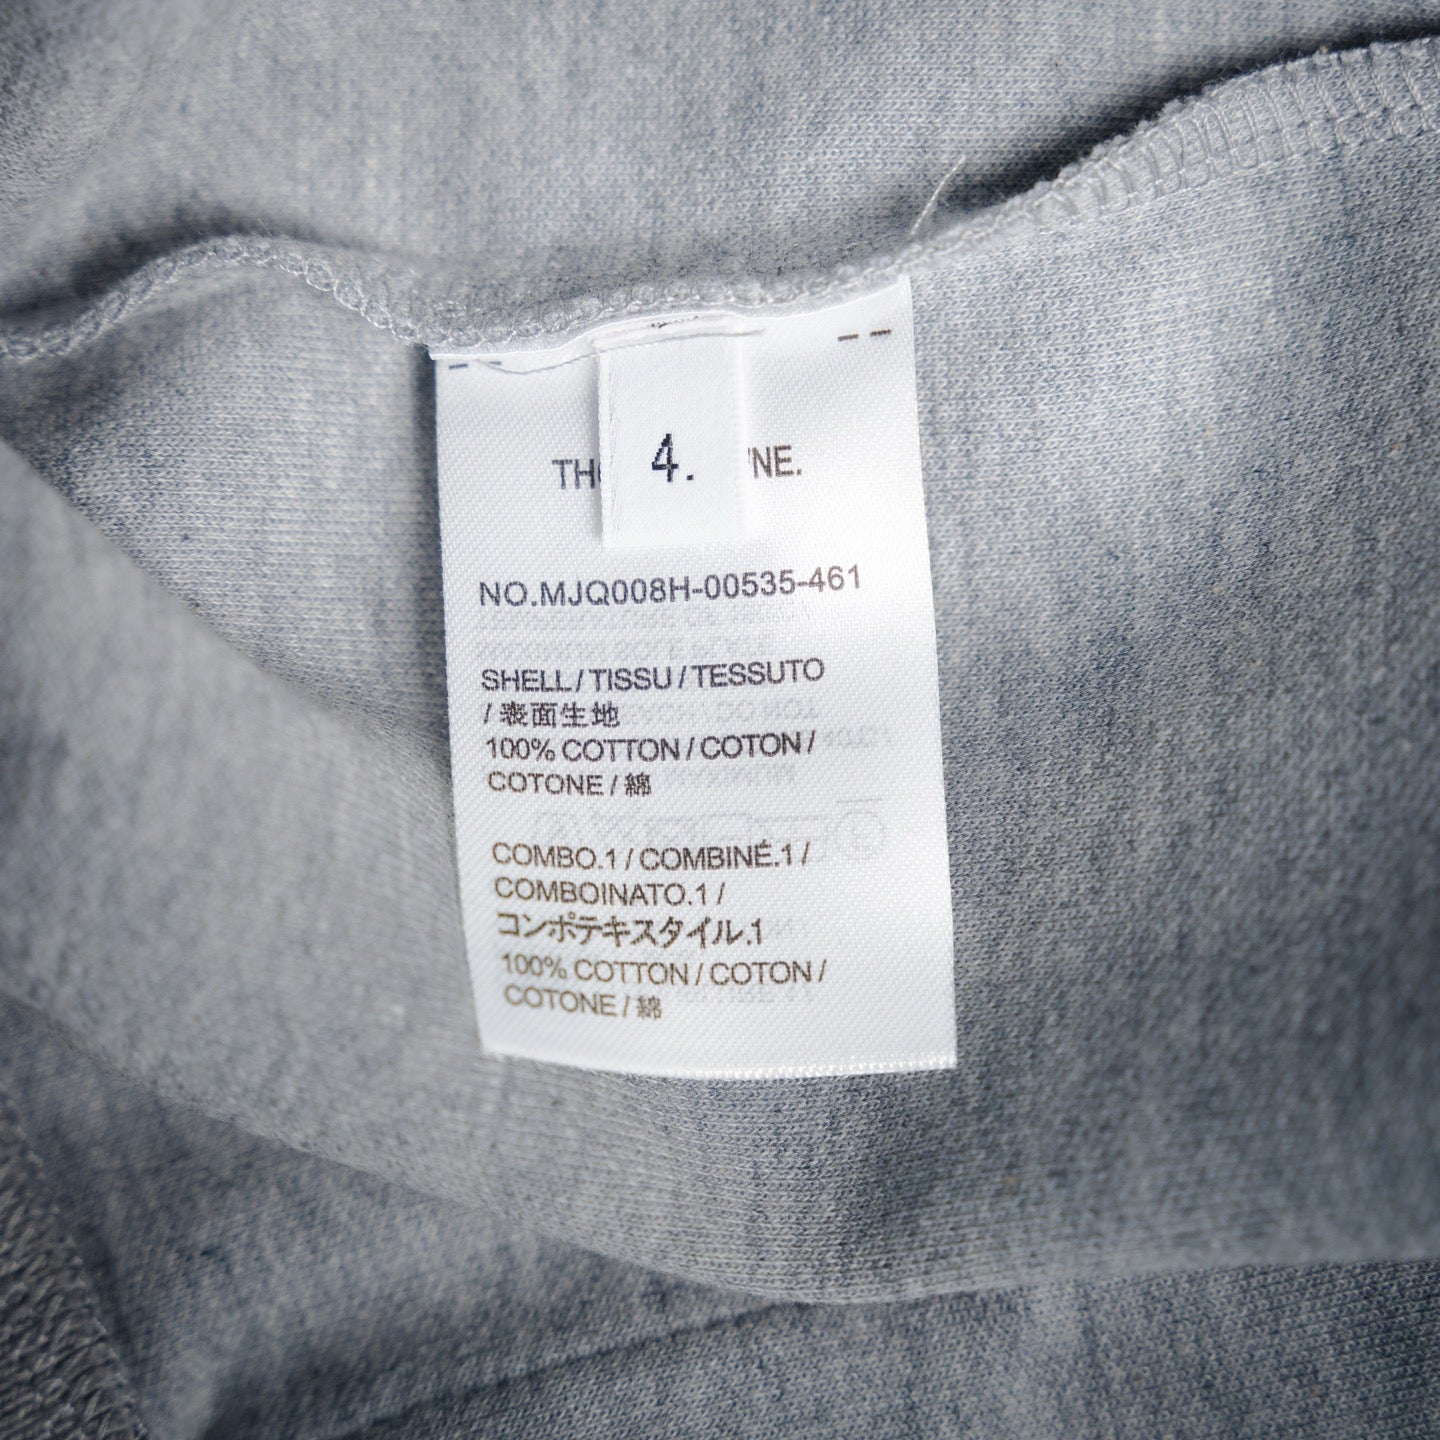 4.
NE.
NO.MJQ008H-00535-461
SHELL / TISSU / TESSUTO
/ 表面生地
100% COTTON / COTON /
COTONE / 綿
COMBO.1 / COMBINÉ.1 /
COMBOINATO.1 /
コンポテキスタイル.1
100% COTTON / COTON /
COTONE / 綿